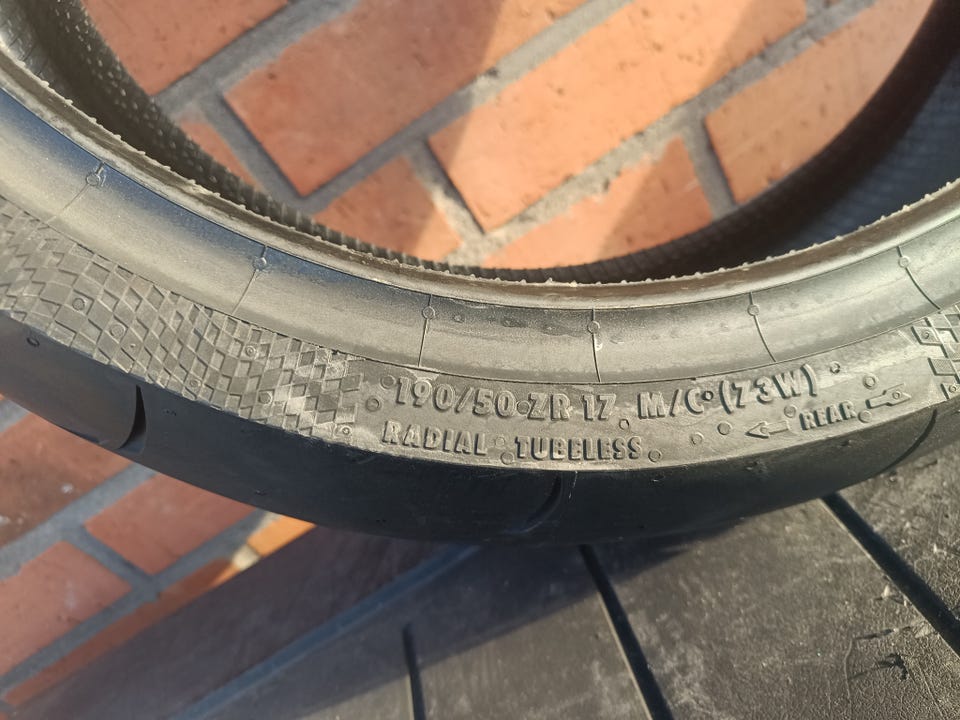 190/50 ZR 17 M/C (73W)
RADIAL TUBELESS
REAR